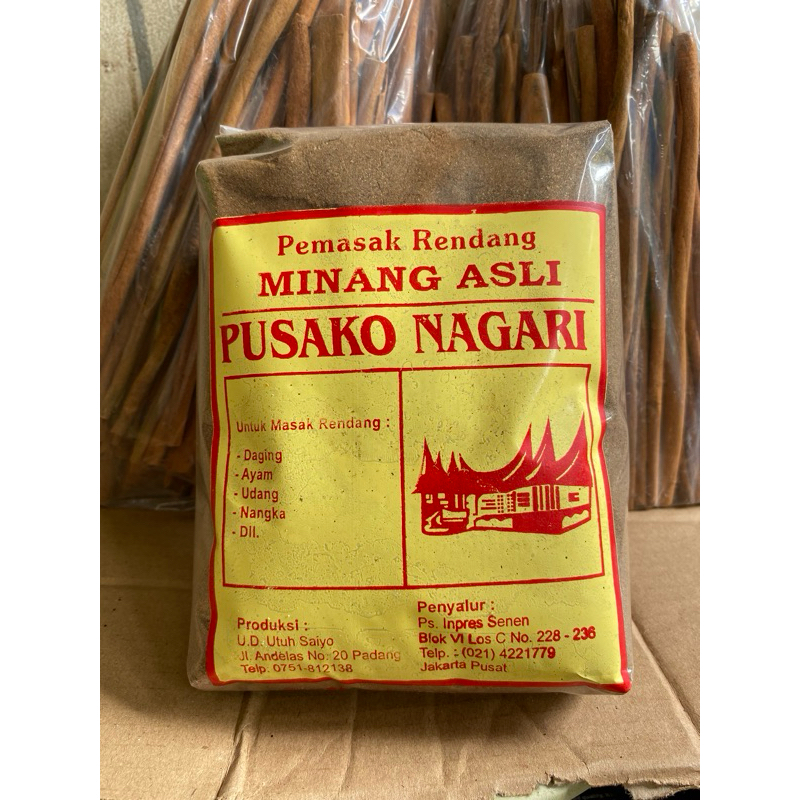 Pemasak Rendang
MINANG ASLI
PUSAKO NAGARI
Untuk Masak Rendang :
- Daging
- Ayam
- Udang
- Nangka
- Dll.
Produksi :
U.D. Utuh Saiyo
Jl. Andelas No. 20 Padang
Telp. 0751-812138
Penyalur :
Ps. Inpres Senen
Blok VI Los C No. 228 - 236
Telp. : (021) 4221779
Jakarta Pusat